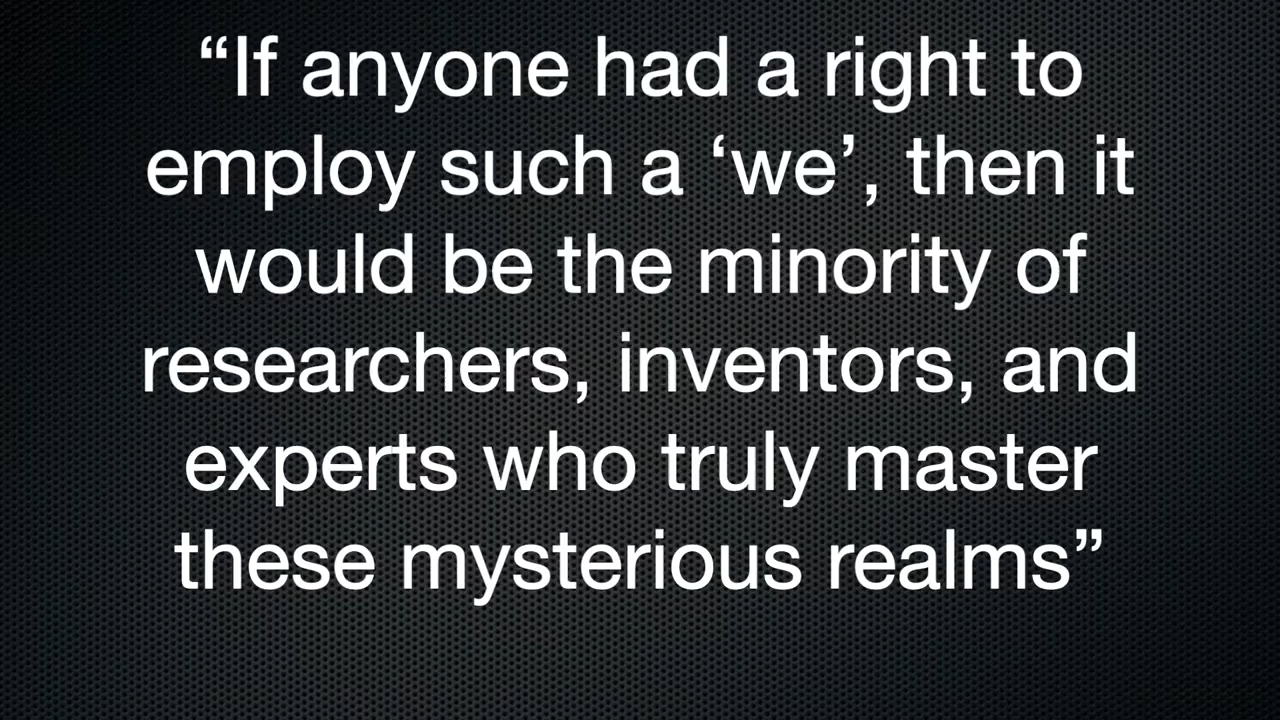 “If anyone had a right to
employ such a ‘we’, then it
would be the minority of
researchers, inventors, and
experts who truly master
these mysterious realms”